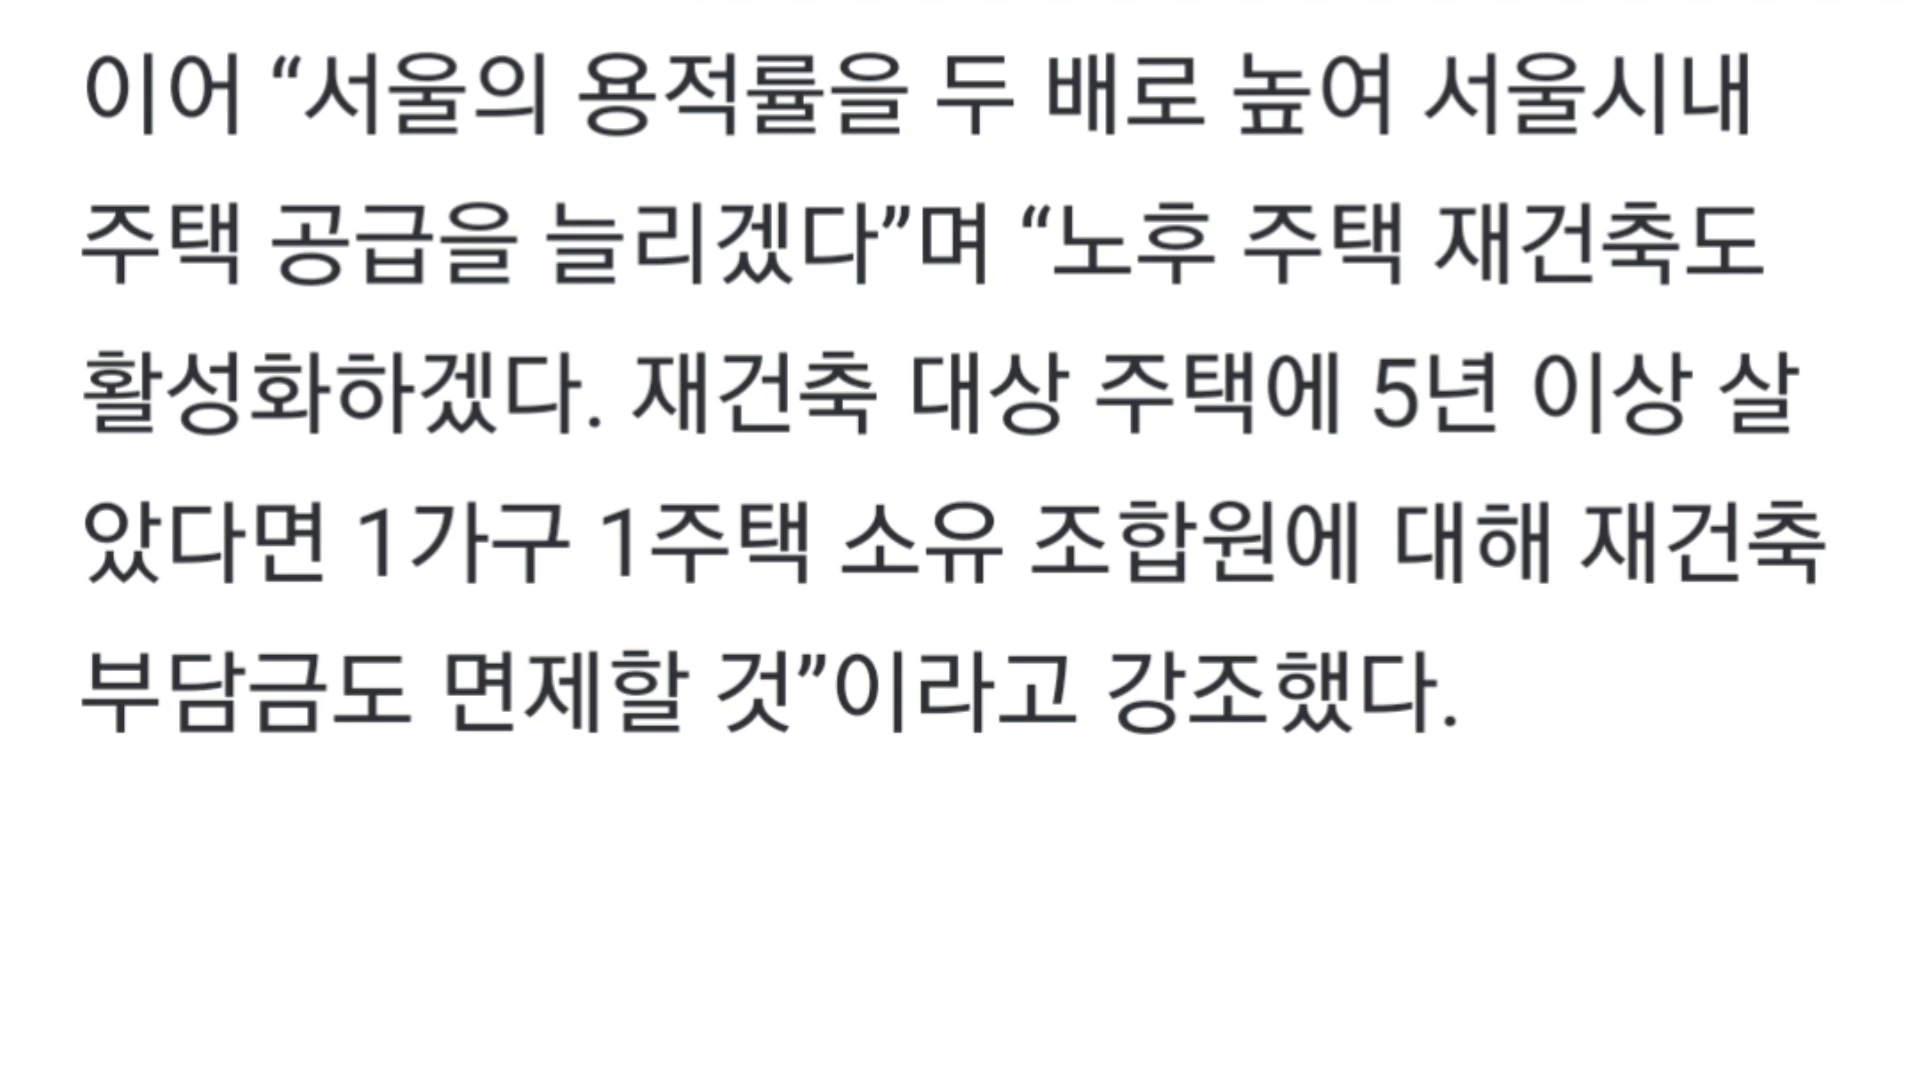 이어 “서울의 용적률을 두 배로 높여 서울시내
주택 공급을 늘리겠다”며 “노후 주택 재건축도
활성화하겠다. 재건축 대상 주택에 5년 이상 살
았다면 1가구 1주택 소유 조합원에 대해 재건축
부담금도 면제할 것”이라고 강조했다.